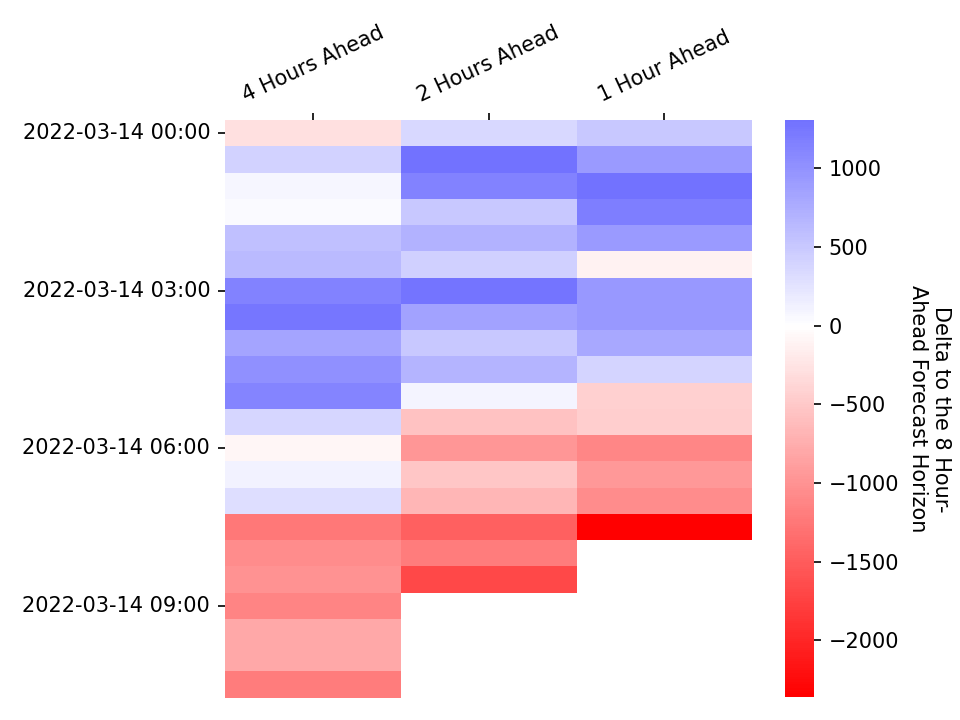 4 Hours Ahead
2 Hours Ahead
1 Hour Ahead
2022-03-14 00:00
2022-03-14 03:00
2022-03-14 06:00
2022-03-14 09:00
1000
500
0
−500
−1000
−1500
−2000
Delta to the 8 Hour-
Ahead Forecast Horizon